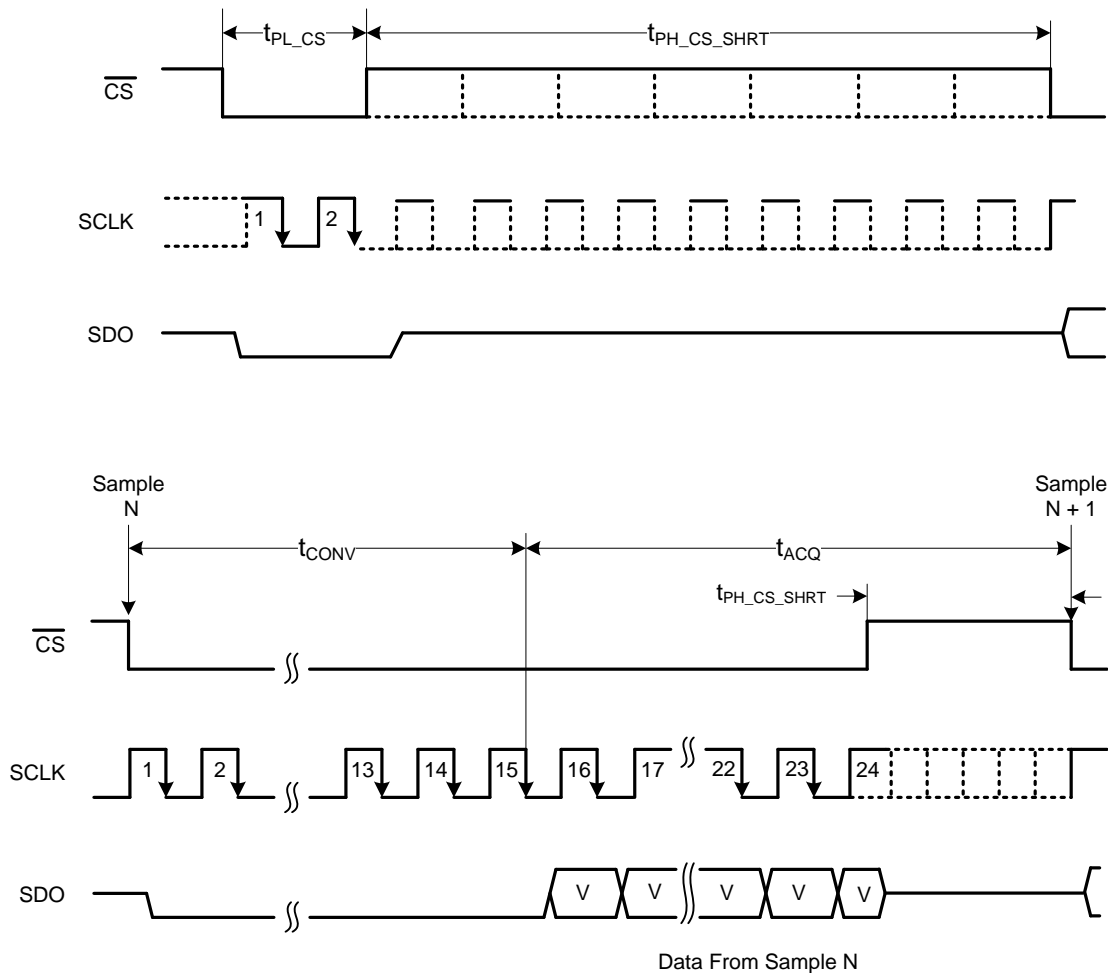 tPL_CS
tPH_CS_SHRT
CS
SCLK
1
2
SDO
Sample
N
Sample
N + 1
tCONV
tACQ
tPH_CS_SHRT
CS
SCLK
1
2
13
14
15
16
17
22
23
24
SDO
V
V
V
V
V
Data From Sample N